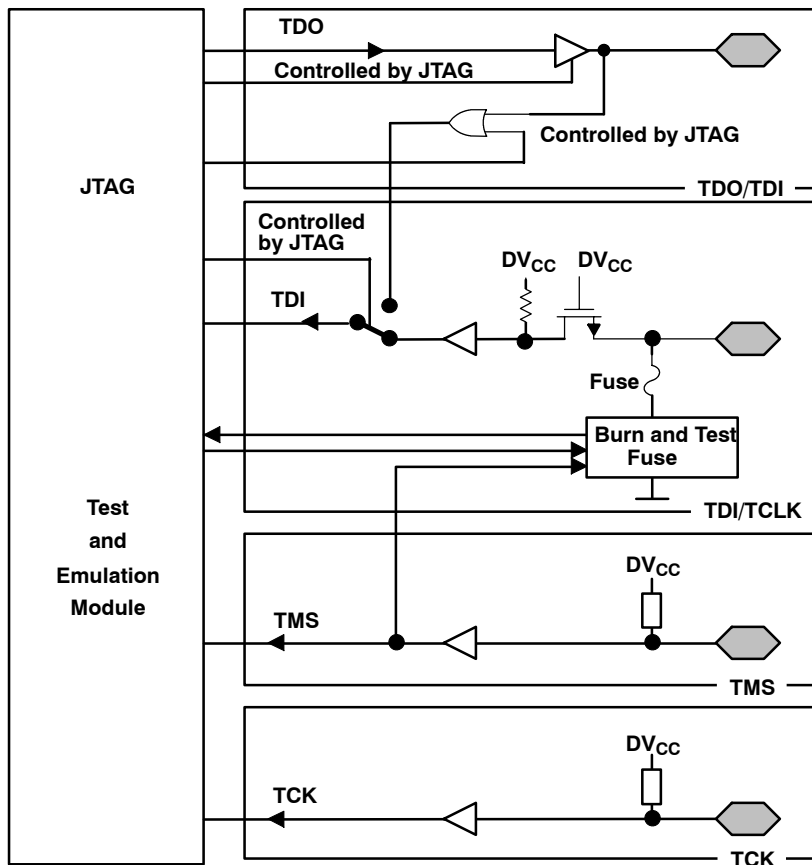 TDO
Controlled by JTAG
Controlled by JTAG
JTAG
TDO/TDI
Controlled
by JTAG
DVCC
DVCC
TDI
Fuse
Burn and Test
Fuse
TDI/TCLK
Test
and
Emulation
Module
DVCC
TMS
TMS
DVCC
TCK
TCK